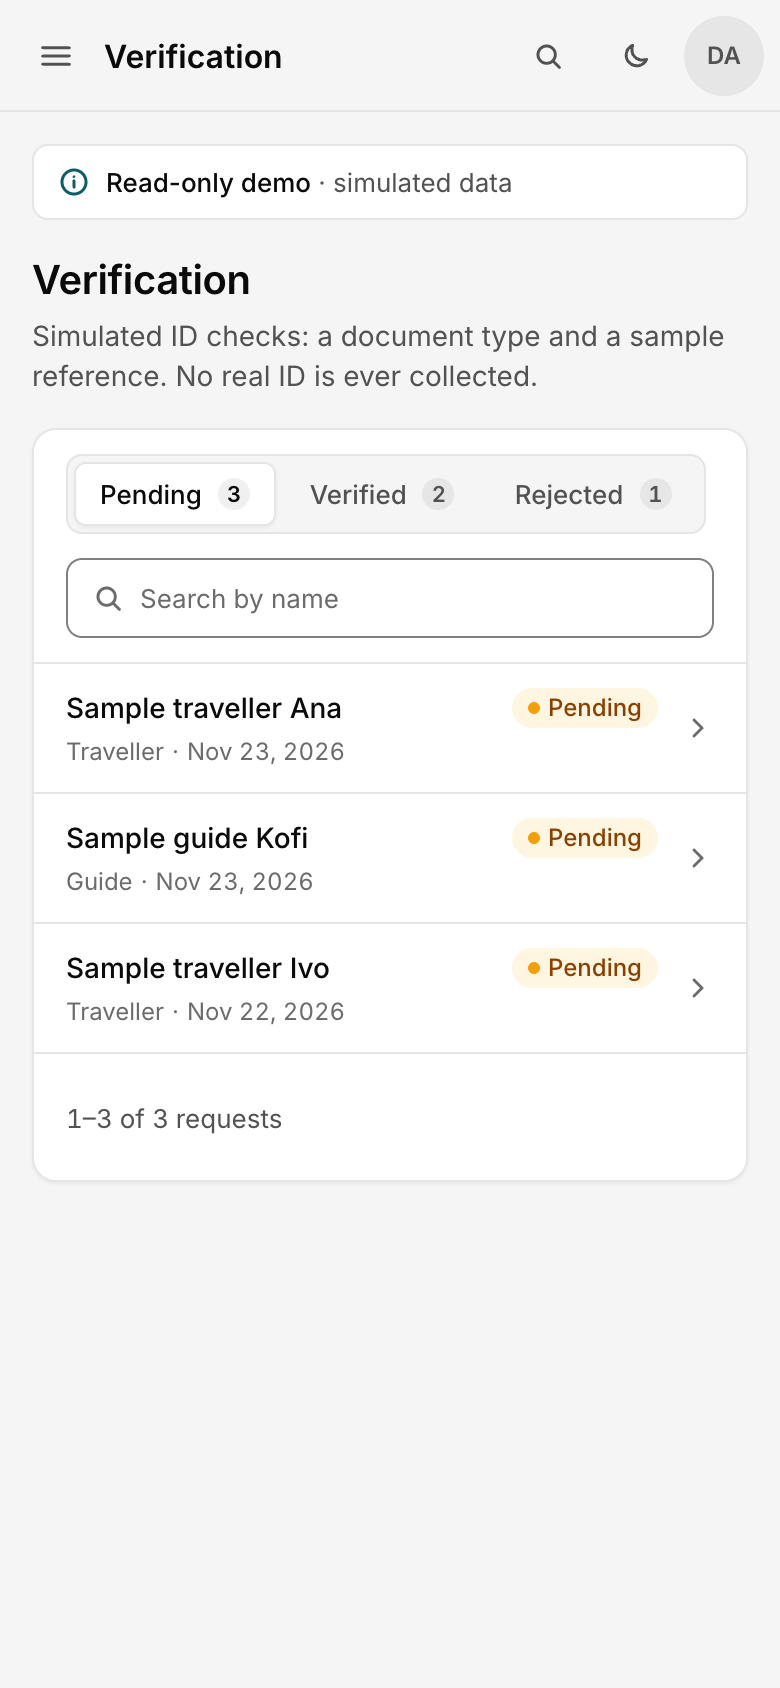 Verification
DA
Read-only demo · simulated data
Verification
Simulated ID checks: a document type and a sample
reference. No real ID is ever collected.
Pending 3 Verified 2 Rejected 1
Search by name
Sample traveller Ana Pending
Traveller · Nov 23, 2026
Sample guide Kofi Pending
Guide · Nov 23, 2026
Sample traveller Ivo Pending
Traveller · Nov 22, 2026
1–3 of 3 requests